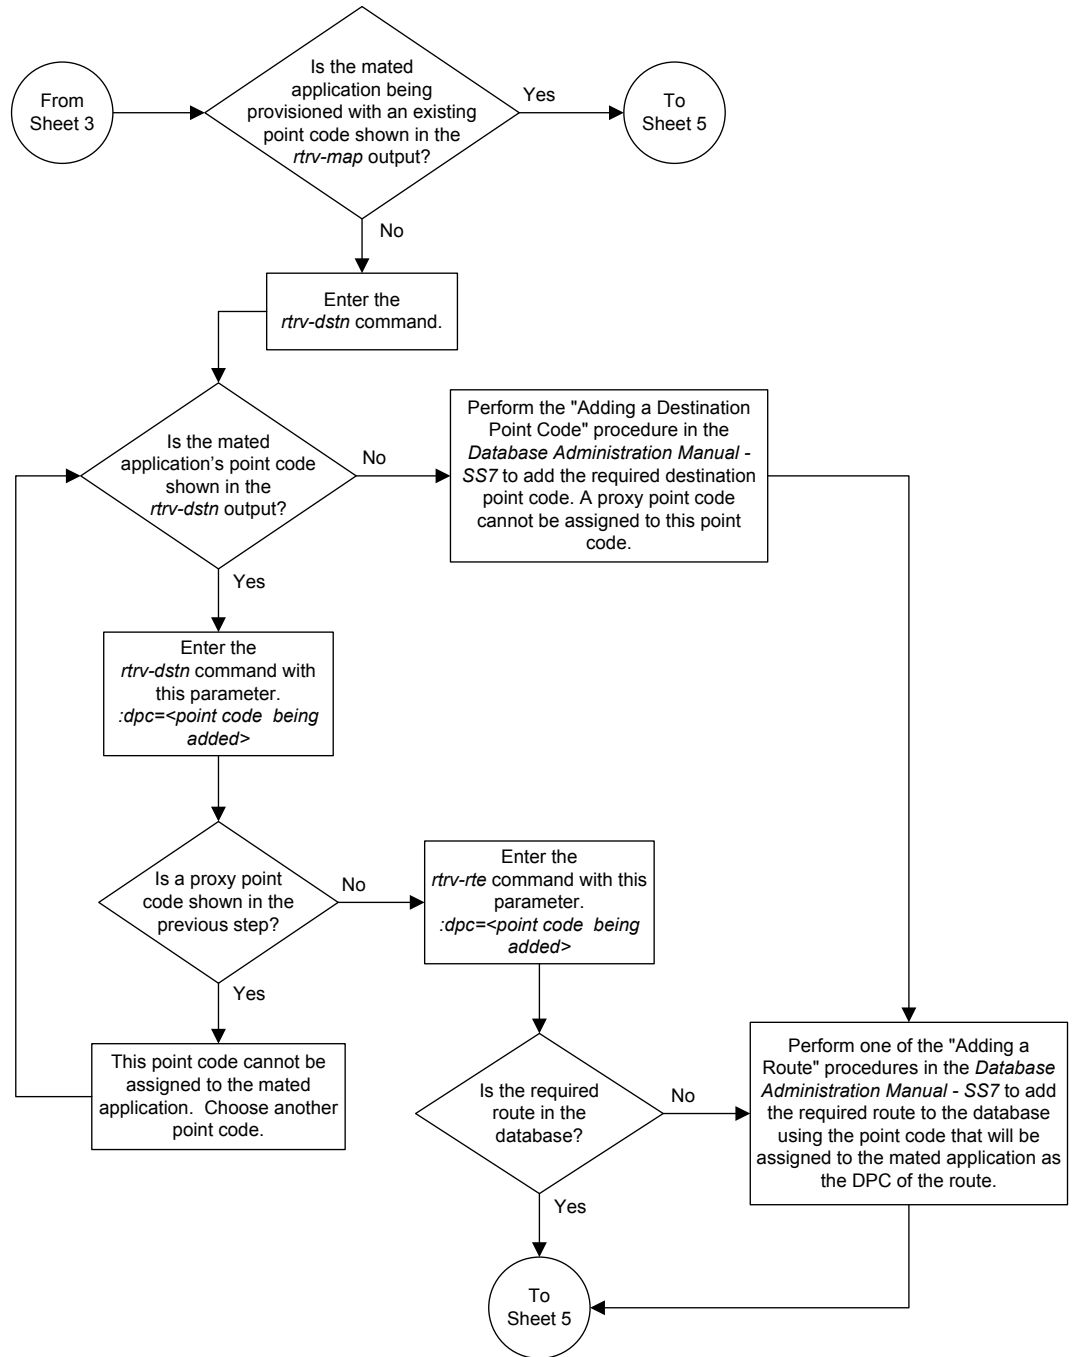 From
Sheet 3
Is the mated
application being
provisioned with an existing
point code shown in the
rtrv-map output?
Yes
To
Sheet 5
No
Enter the
rtrv-dstn command.
Is the mated
application's point code
shown in the
rtrv-dstn output?
No
Perform the "Adding a Destination
Point Code" procedure in the
Database Administration Manual -
SS7 to add the required destination
point code. A proxy point code
cannot be assigned to this point
code.
Yes
Enter the
rtrv-dstn command with
this parameter.
:dpc=<point code being
added>
Is a proxy point
code shown in the
previous step?
No
Enter the
rtrv-rte command with this
parameter.
:dpc=<point code being
added>
Yes
This point code cannot be
assigned to the mated
application. Choose another
point code.
Is the required
route in the
database?
No
Perform one of the "Adding a
Route" procedures in the Database
Administration Manual - SS7 to add
the required route to the database
using the point code that will be
assigned to the mated application as
the DPC of the route.
Yes
To
Sheet 5